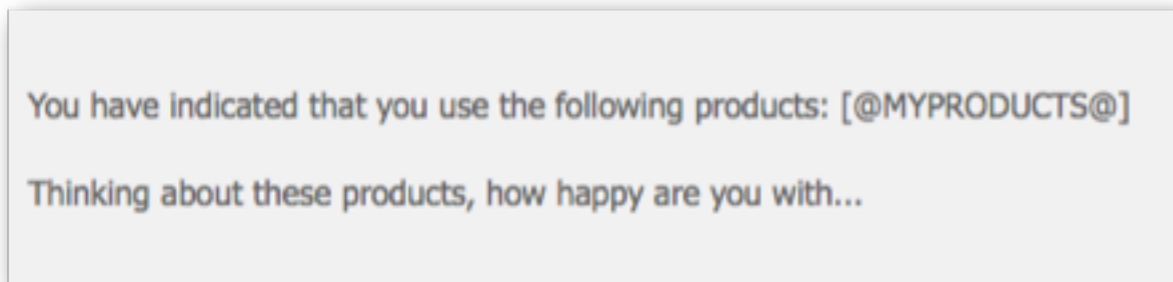 You have indicated that you use the following products: [@MYPRODUCTS@]
Thinking about these products, how happy are you with...